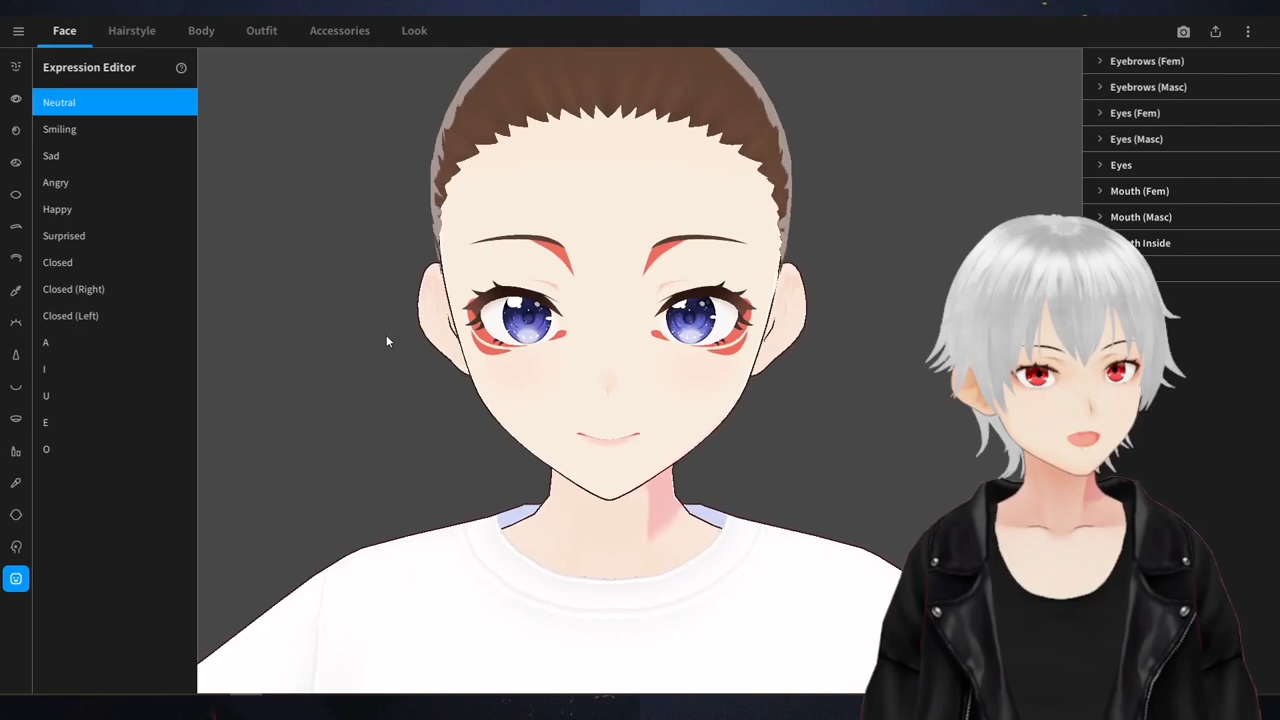 Face
Hairstyle
Body
Outfit
Accessories
Look
Expression Editor
Neutral
Smiling
Sad
Angry
Happy
Surprised
Closed
Closed (Right)
Closed (Left)
A
I
U
E
O
Eyebrows (Fem)
Eyebrows (Masc)
Eyes (Fem)
Eyes (Masc)
Eyes
Mouth (Fem)
Mouth (Masc)
Inside